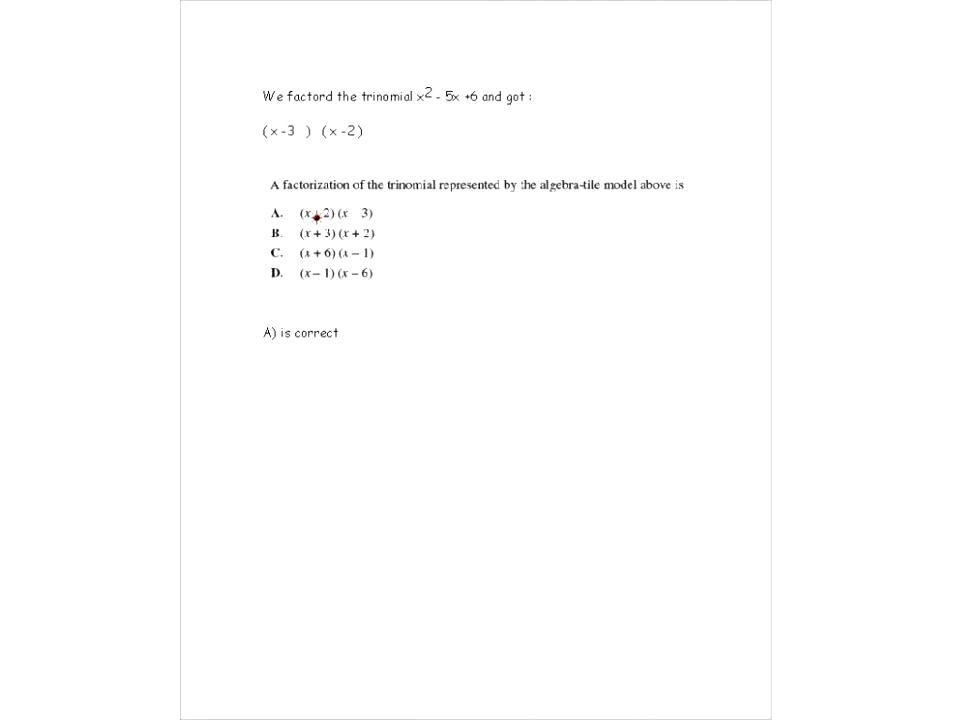 We factord the trinomial x² - 5x +6 and got :
(x -3 ) (x -2)
A factorization of the trinomial represented by the algebra-tile model above is
A. (x 2) (x 3)
B. (x + 3) (x + 2)
C. (x + 6) (x – 1)
D. (x – 1) (x – 6)
A) is correct